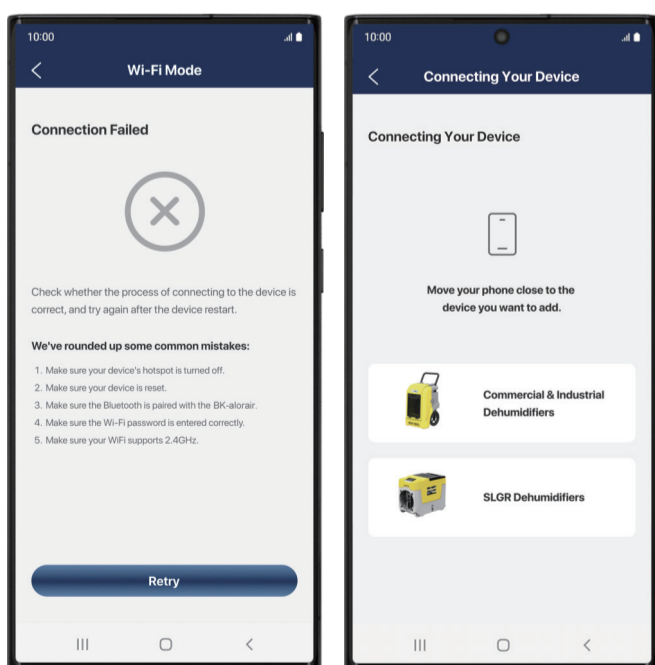 10:00
Wi-Fi Mode
Connection Failed
Check whether the process of connecting to the device is
correct, and try again after the device restart.
We've rounded up some common mistakes:
1. Make sure your device's hotspot is turned off.
2. Make sure your device is reset.
3. Make sure the Bluetooth is paired with the BK-alorair.
4. Make sure the Wi-Fi password is entered correctly.
5. Make sure your WiFi supports 2.4GHz.
Retry
10:00
Connecting Your Device
Connecting Your Device
Move your phone close to the
device you want to add.
Commercial & Industrial
Dehumidifiers
SLGR Dehumidifiers